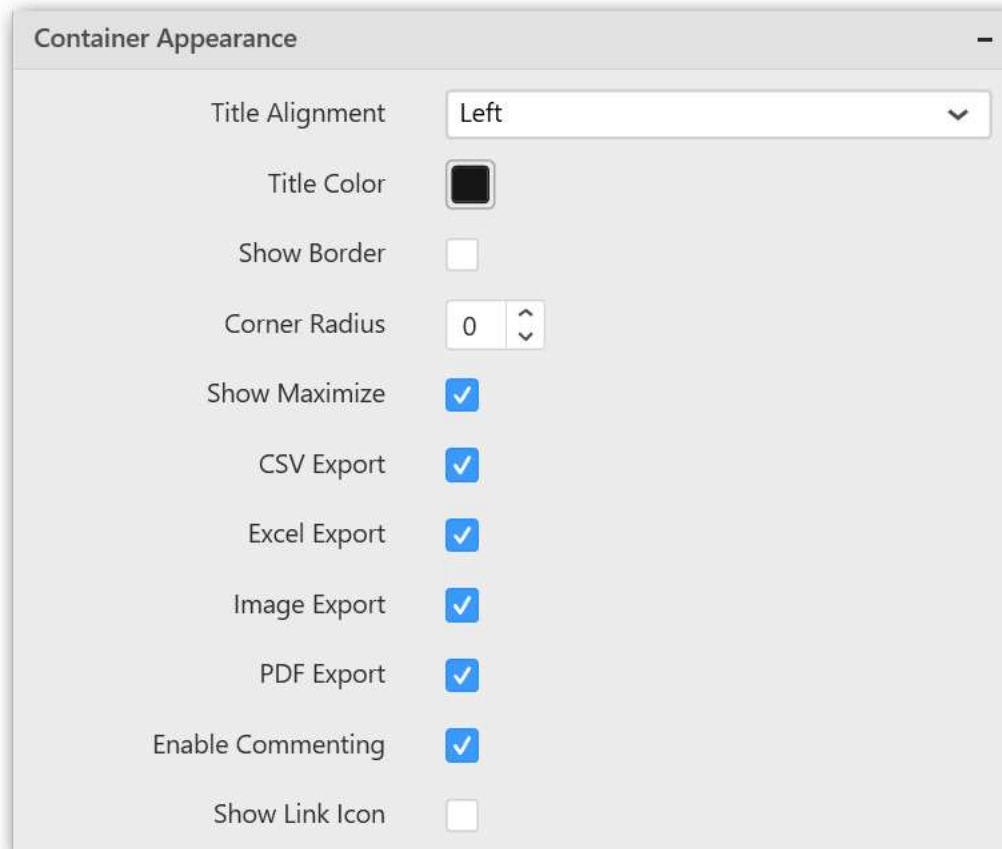 Container Appearance
Title Alignment Left
Title Color
Show Border
Corner Radius 0
Show Maximize
CSV Export
Excel Export
Image Export
PDF Export
Enable Commenting
Show Link Icon